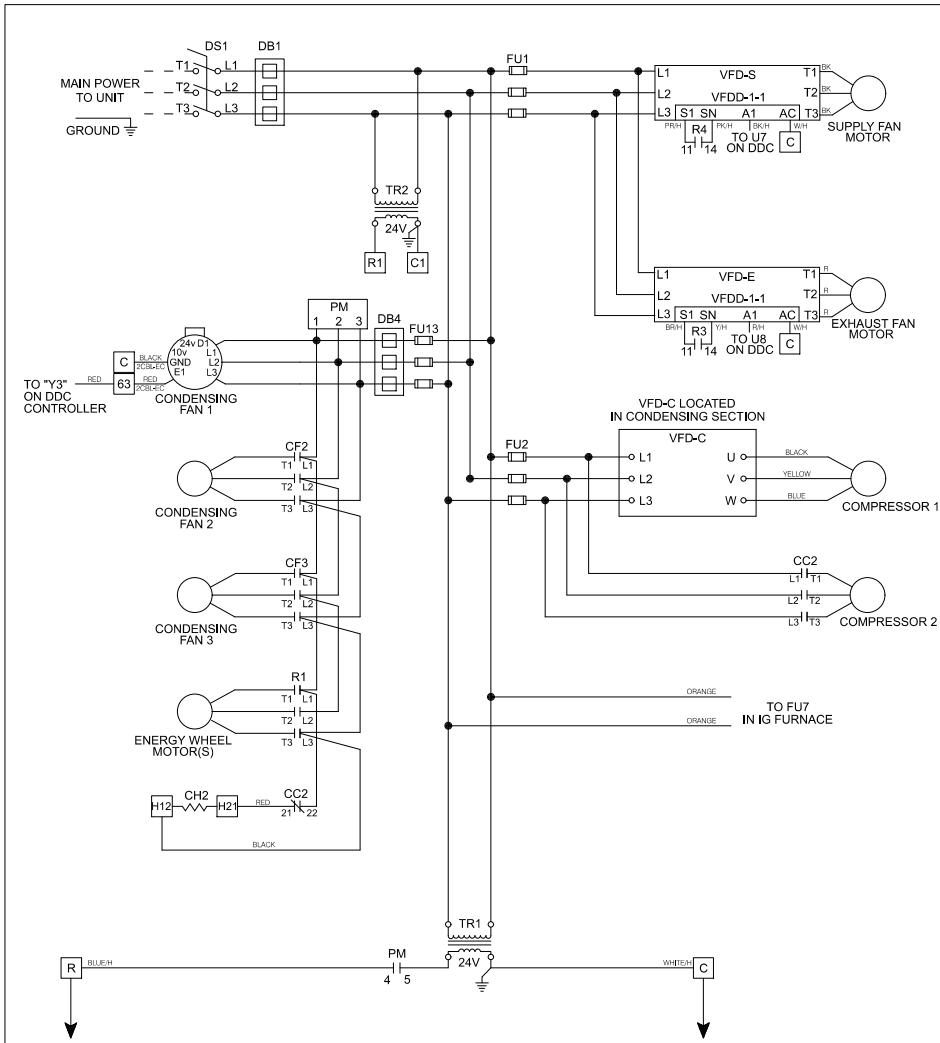 DS1 DB1
T1 L1
MAIN POWER
TO UNIT
T2 L2
T3 L3
GROUND
FU1
L1 VFD-S T1 BK
L2 T2 BK
VFDD-1-1
L3 S1 SN A1 AC T3 BK
PR/H PK/H BK/H W/H
R4
11 14
TO U7
ON DDC
C
SUPPLY FAN
MOTOR
TR2
24V
R1 C1
L1 VFD-E T1 R
L2 T2 R
VFDD-1-1
L3 S1 SN A1 AC T3 R
BR/H Y/H R/H W/H
R3
11 14
TO U8
ON DDC
C
EXHAUST FAN
MOTOR
PM
1 2 3
DB4
FU13
24v D1
10v L1
GND L2
E1 L3
C BLACK
2CBL-EC
TO "Y3"
ON DDC
CONTROLLER
RED 63 RED
2CBL-EC
CONDENSING
FAN 1
VFD-C LOCATED
IN CONDENSING SECTION
VFD-C
FU2
L1 U BLACK
L2 V YELLOW
L3 W BLUE
COMPRESSOR 1
CF2
T1 L1
T2 L2
T3 L3
CONDENSING
FAN 2
CC2
L1 T1
L2 T2
L3 T3
COMPRESSOR 2
CF3
T1 L1
T2 L2
T3 L3
CONDENSING
FAN 3
R1
T1 L1
T2 L2
T3 L3
ENERGY WHEEL
MOTOR(S)
ORANGE
ORANGE
TO FU7
IN IG FURNACE
H12 CH2 H21 RED CC2
21 22
BLACK
TR1
24V
R BLUE/H PM
4 5
WHITE/H C